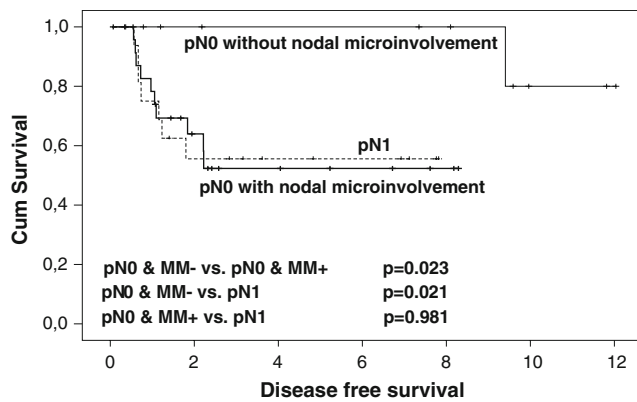 1,0
0,8
0,6
0,4
0,2
0,0
Cum Survival
pN0 without nodal microinvolvement
pN1
pN0 with nodal microinvolvement
pN0 & MM- vs. pN0 & MM+ p=0.023
pN0 & MM- vs. pN1 p=0.021
pN0 & MM+ vs. pN1 p=0.981
0 2 4 6 8 10 12
Disease free survival